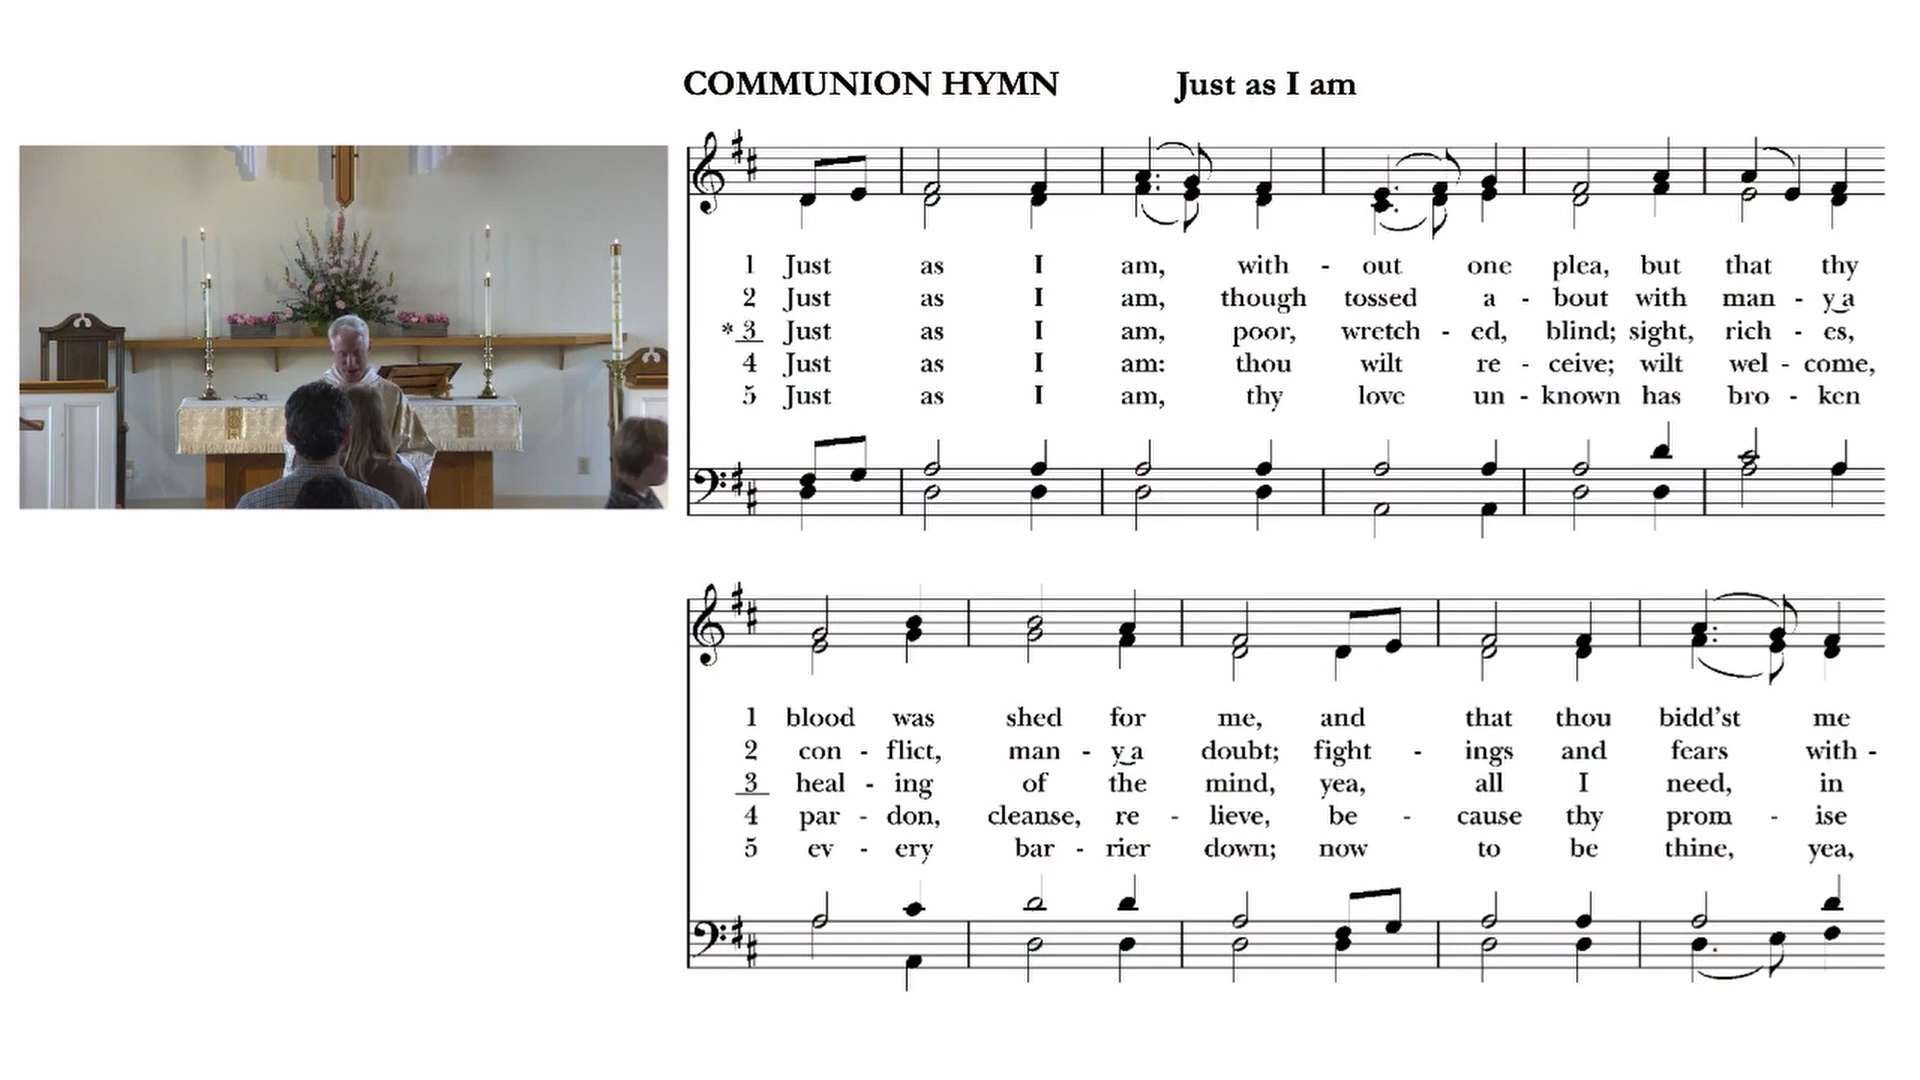 COMMUNION HYMN Just as I am
1 Just as I am, with - out one plea, but that thy
2 Just as I am, though tossed a - bout with man - y a
* 3 Just as I am, poor, wretch - ed, blind; sight, rich - es,
4 Just as I am: thou wilt re - ceive; wilt wel - come,
5 Just as I am, thy love un - known has bro - ken
1 blood was shed for me, and that thou bidd'st me
2 con - flict, man - y a doubt; fight - ings and fears with -
3 heal - ing of the mind, yea, all I need, in
4 par - don, cleanse, re - lieve, be - cause thy prom - ise
5 ev - ery bar - rier down; now to be thine, yea,